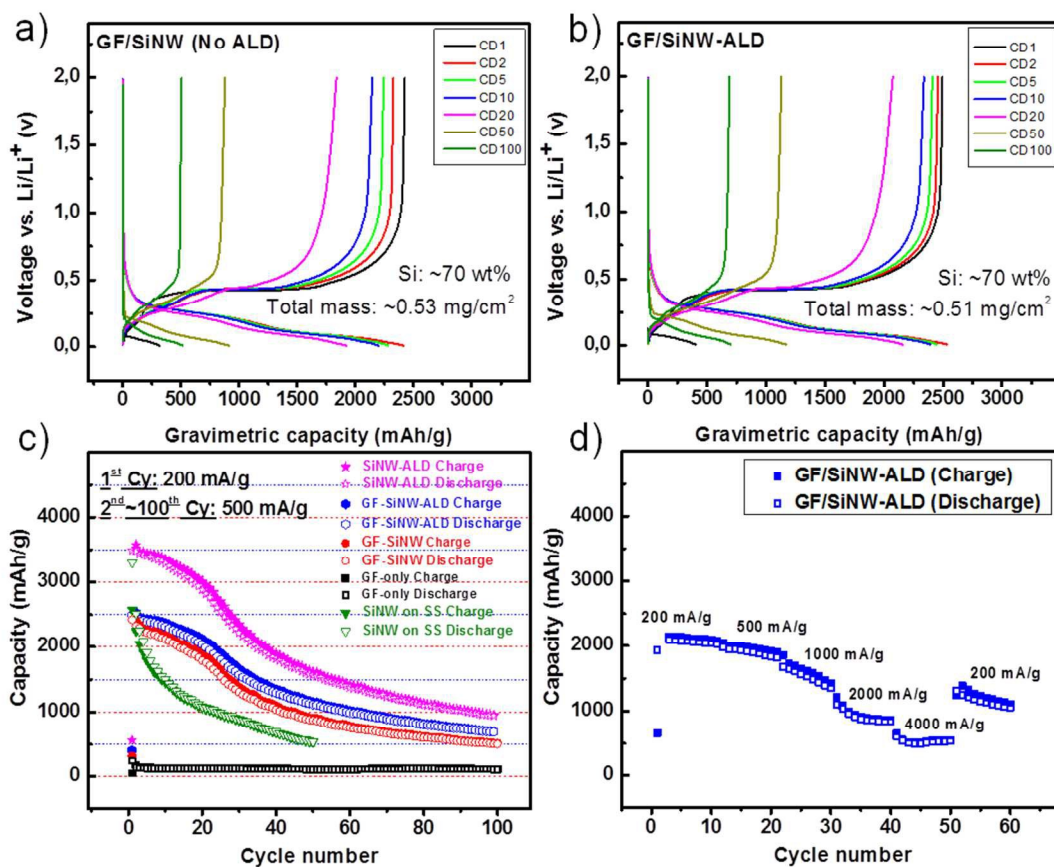 a)
GF/SiNW (No ALD)
CD1
CD2
CD5
CD10
CD20
CD50
CD100
2,0
1,5
1,0
0,5
0,0
Voltage vs. Li/Li+ (v)
Si: ~70 wt%
Total mass: ~0.53 mg/cm2
0 500 1000 1500 2000 2500 3000
Gravimetric capacity (mAh/g)
b)
GF/SiNW-ALD
CD1
CD2
CD5
CD10
CD20
CD50
CD100
2,0
1,5
1,0
0,5
0,0
Voltage vs. Li/Li+ (v)
Si: ~70 wt%
Total mass: ~0.51 mg/cm2
0 500 1000 1500 2000 2500 3000
Gravimetric capacity (mAh/g)
c)
1st Cy: 200 mA/g
2nd~100th Cy: 500 mA/g
SiNW-ALD Charge
SiNW-ALD Discharge
GF-SiNW-ALD Charge
GF-SiNW-ALD Discharge
GF-SiNW Charge
GF-SiNW Discharge
GF-only Charge
GF-only Discharge
SiNW on SS Charge
SiNW on SS Discharge
4000
3000
2000
1000
0
Capacity (mAh/g)
0 20 40 60 80 100
Cycle number
d)
GF/SiNW-ALD (Charge)
GF/SiNW-ALD (Discharge)
4000
3000
2000
1000
0
Capacity (mAh/g)
200 mA/g
500 mA/g
1000 mA/g
2000 mA/g
4000 mA/g
200 mA/g
0 10 20 30 40 50 60
Cycle number